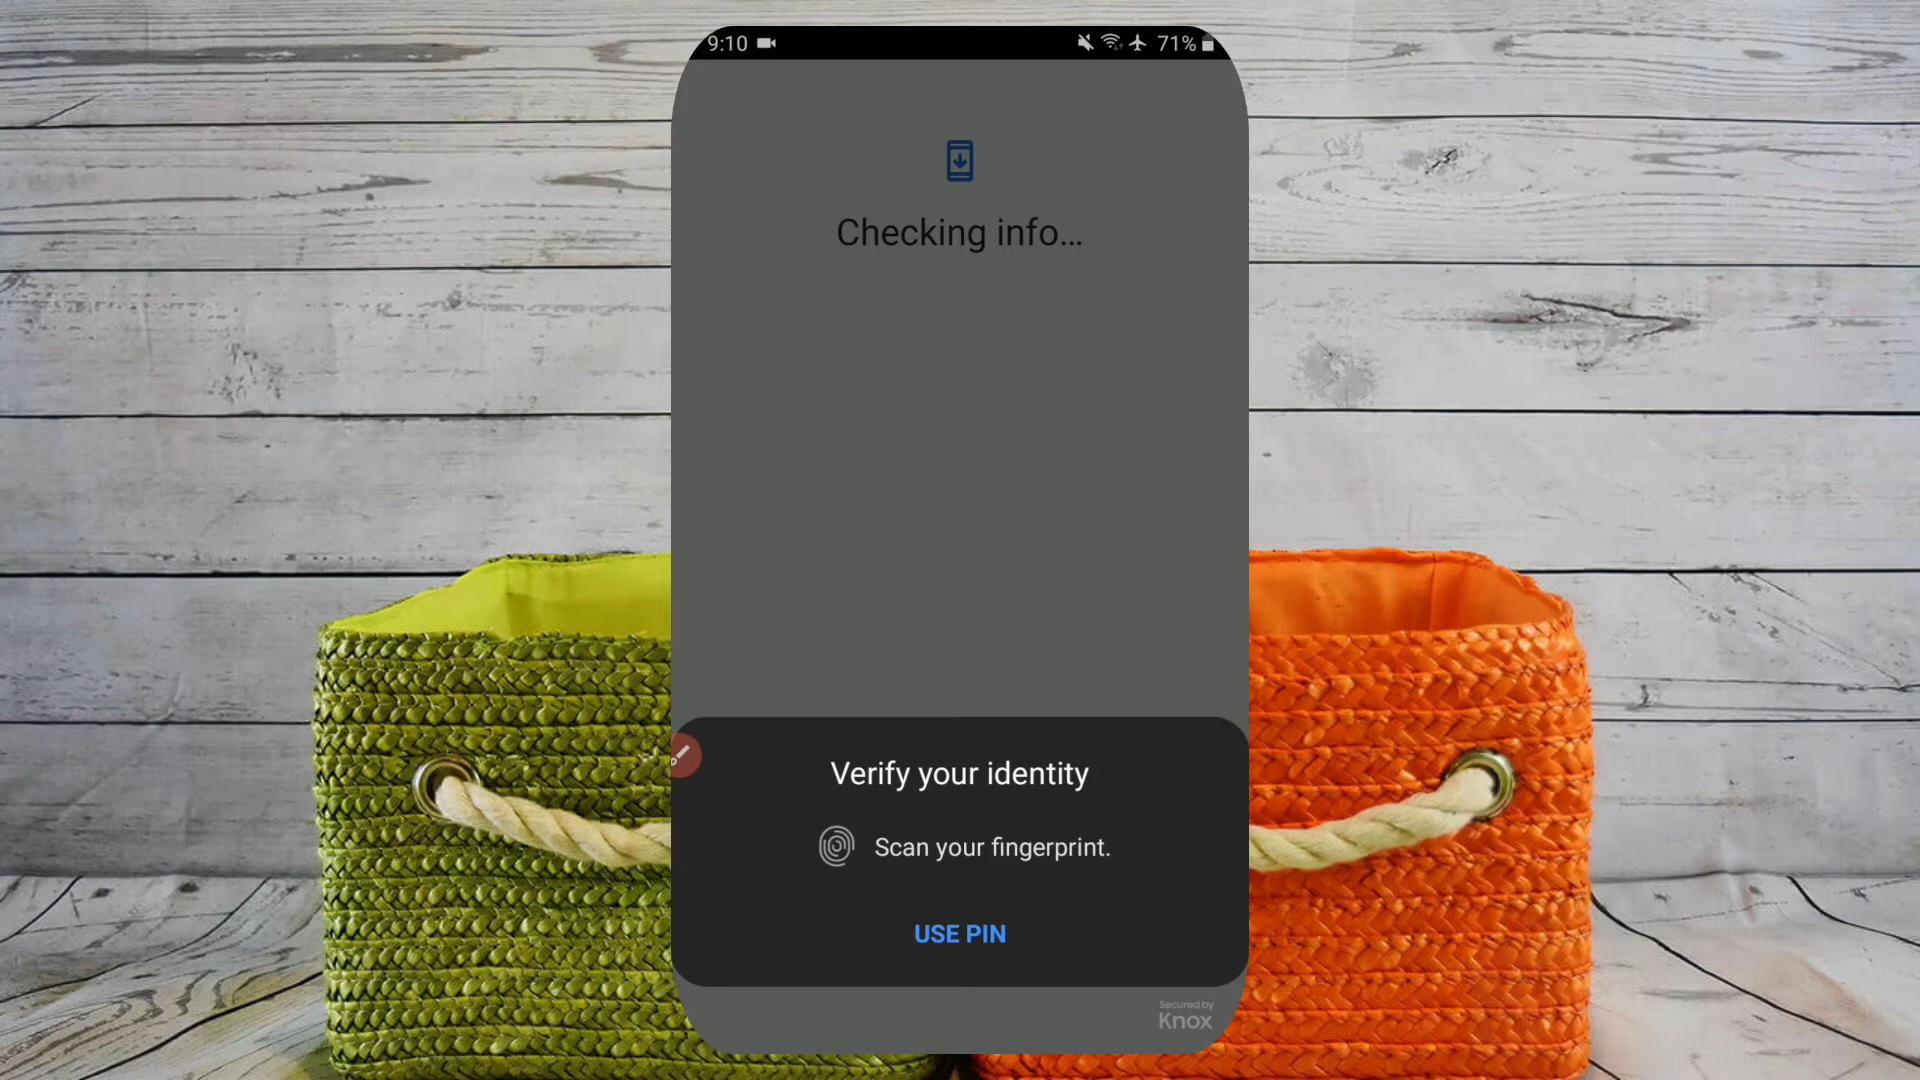 9:10 71%
Checking info...
Verify your identity
Scan your fingerprint.
USE PIN
Secured by
Knox